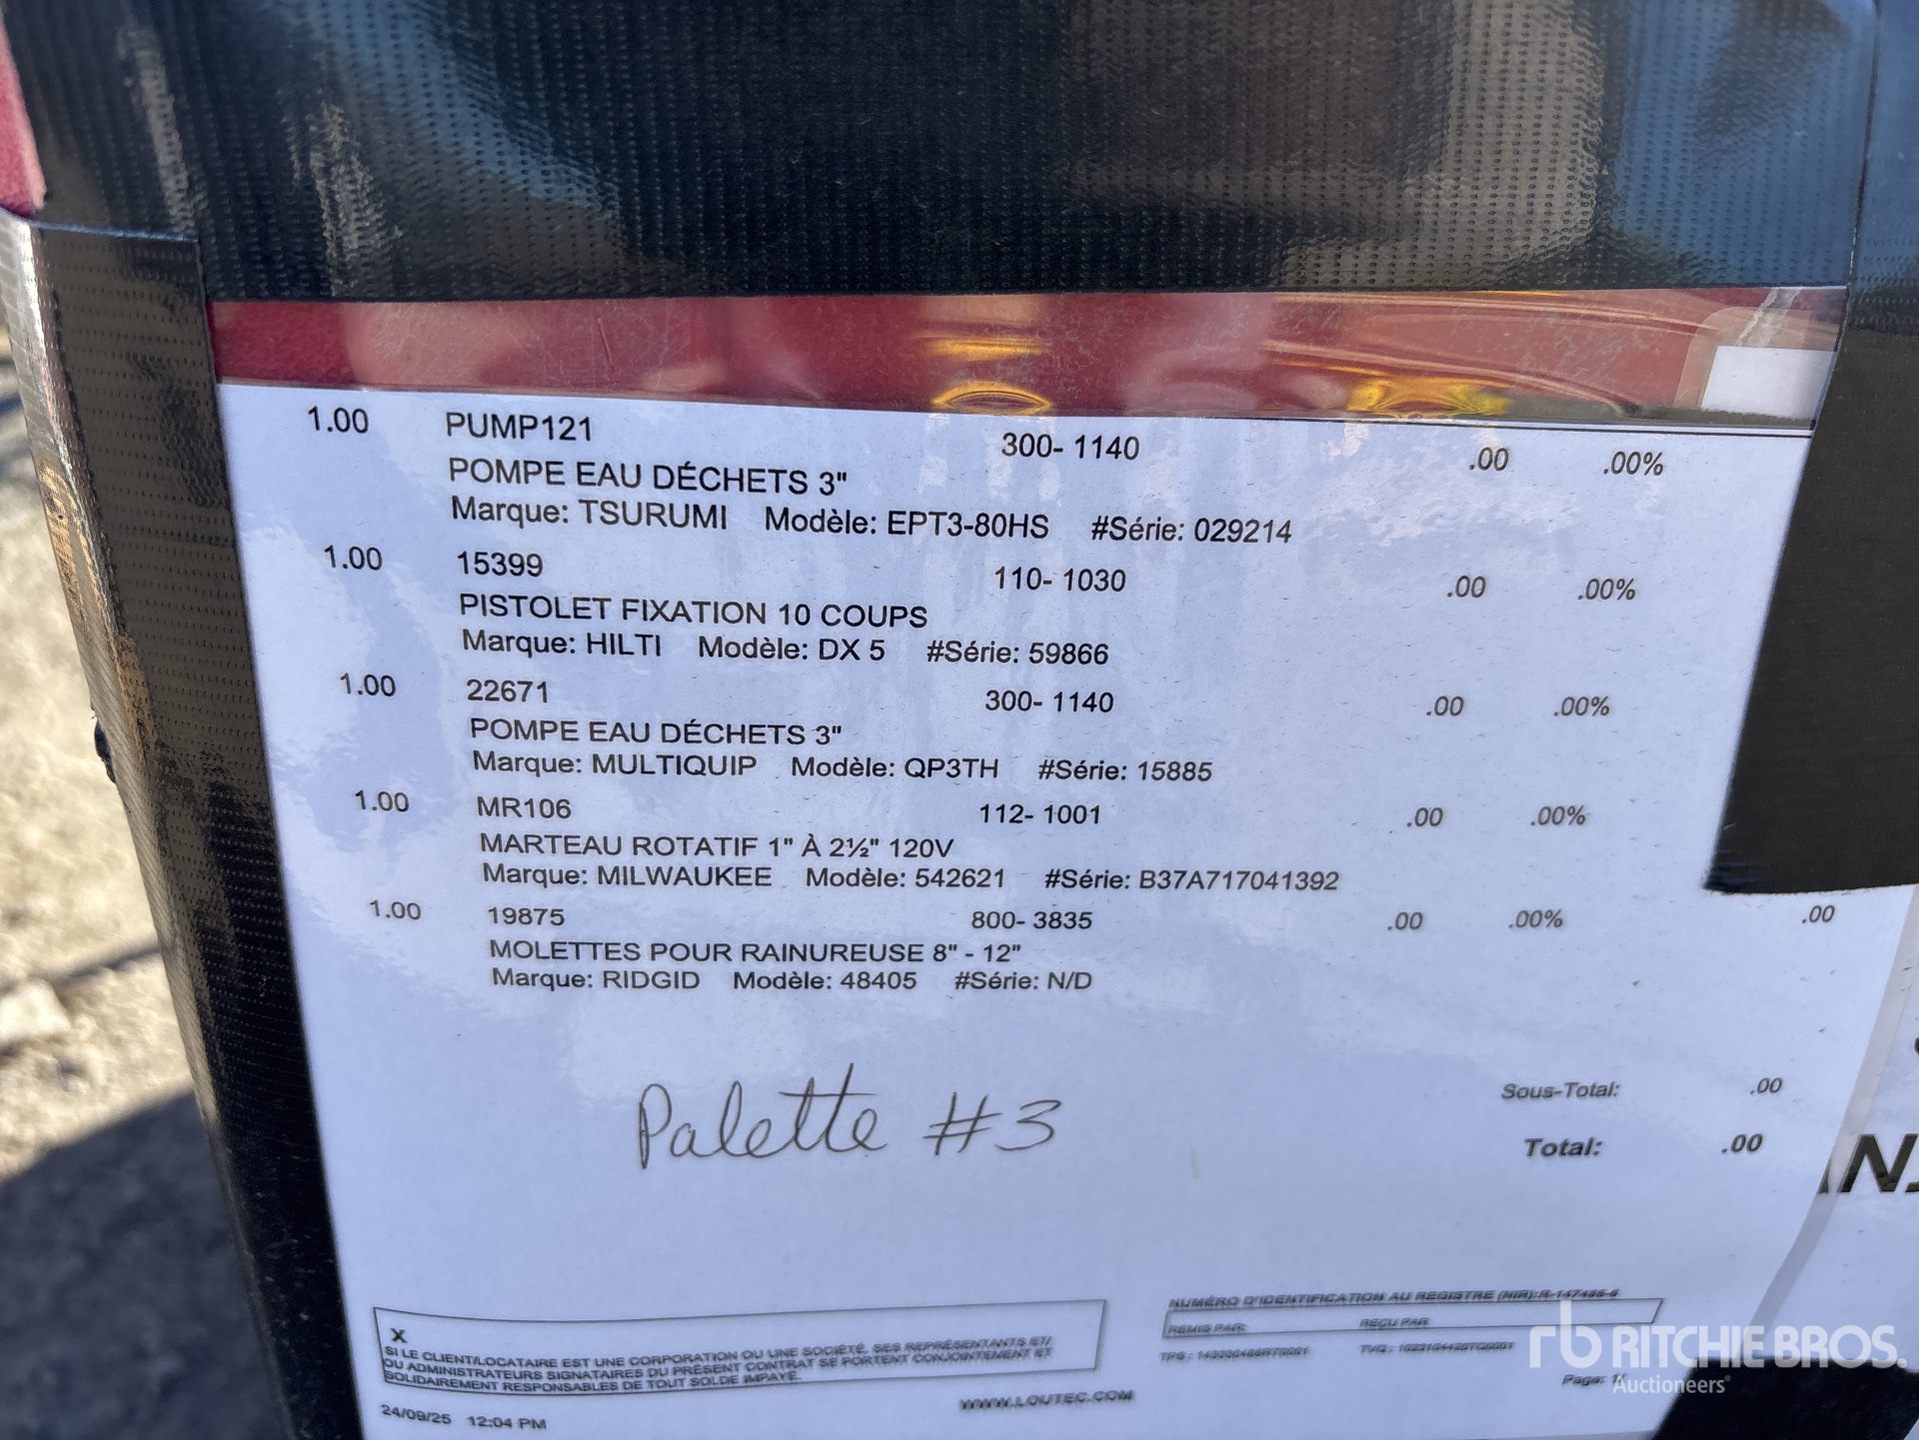 1.00 PUMP121 300- 1140 .00 .00%
POMPE EAU DÉCHETS 3"
Marque: TSURUMI Modèle: EPT3-80HS #Série: 029214
1.00 15399 110- 1030 .00 .00%
PISTOLET FIXATION 10 COUPS
Marque: HILTI Modèle: DX 5 #Série: 59866
1.00 22671 300- 1140 .00 .00%
POMPE EAU DÉCHETS 3"
Marque: MULTIQUIP Modèle: QP3TH #Série: 15885
1.00 MR106 112- 1001 .00 .00%
MARTEAU ROTATIF 1" À 2½" 120V
Marque: MILWAUKEE Modèle: 542621 #Série: B37A717041392
1.00 19875 800- 3835 .00 .00% .00
MOLETTES POUR RAINUREUSE 8" - 12"
Marque: RIDGID Modèle: 48405 #Série: N/D
Palette #3
Sous-Total: .00
Total: .00
X
SI LE CLIENT/LOCATAIRE EST UNE CORPORATION OU UNE SOCIÉTÉ, SES REPRÉSENTANTS ET/
OU ADMINISTRATEURS SIGNATAIRES DU PRÉSENT CONTRAT SE PORTENT CONJOINTEMENT ET
SOLIDAIREMENT RESPONSABLES DE TOUT SOLDE IMPAYÉ.
24/09/25 12:04 PM
WWW.LOUTEC.COM
NUMÉRO D'IDENTIFICATION AU REGISTRE (NIR):
REMIS PAR: REÇU PAR
TPS : TVQ :
Page:
rb RITCHIE BROS.
Auctioneers